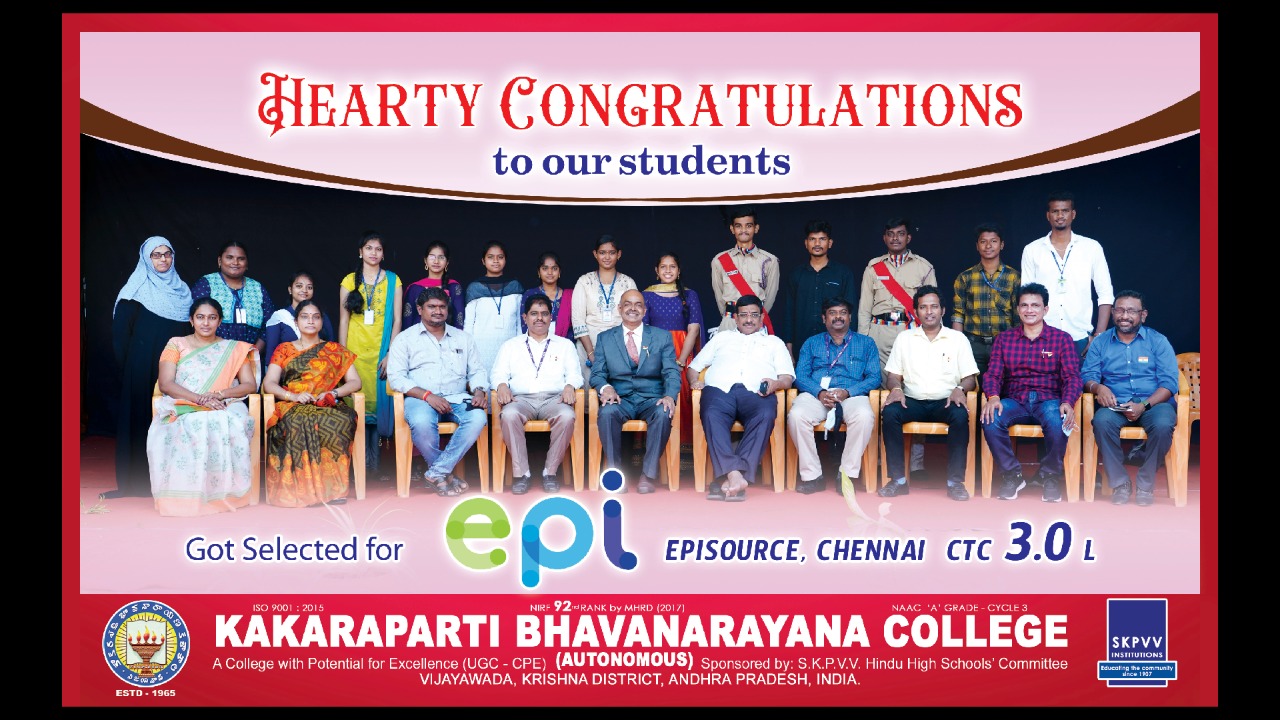 HEARTY CONGRATULATIONS
to our students
Got Selected for epi EPISOURCE, CHENNAI CTC 3.0 L
ISO 9001 : 2015 NIRF 92nd RANK by MHRD (2017) NAAC 'A' GRADE - CYCLE 3
KAKARAPARTI BHAVANARAYANA COLLEGE
A College with Potential for Excellence (UGC - CPE) (AUTONOMOUS) Sponsored by: S.K.P.V.V. Hindu High Schools' Committee
VIJAYAWADA, KRISHNA DISTRICT, ANDHRA PRADESH, INDIA.
ESTD - 1965
SKPVV
INSTITUTIONS
Educating the community
since 1907